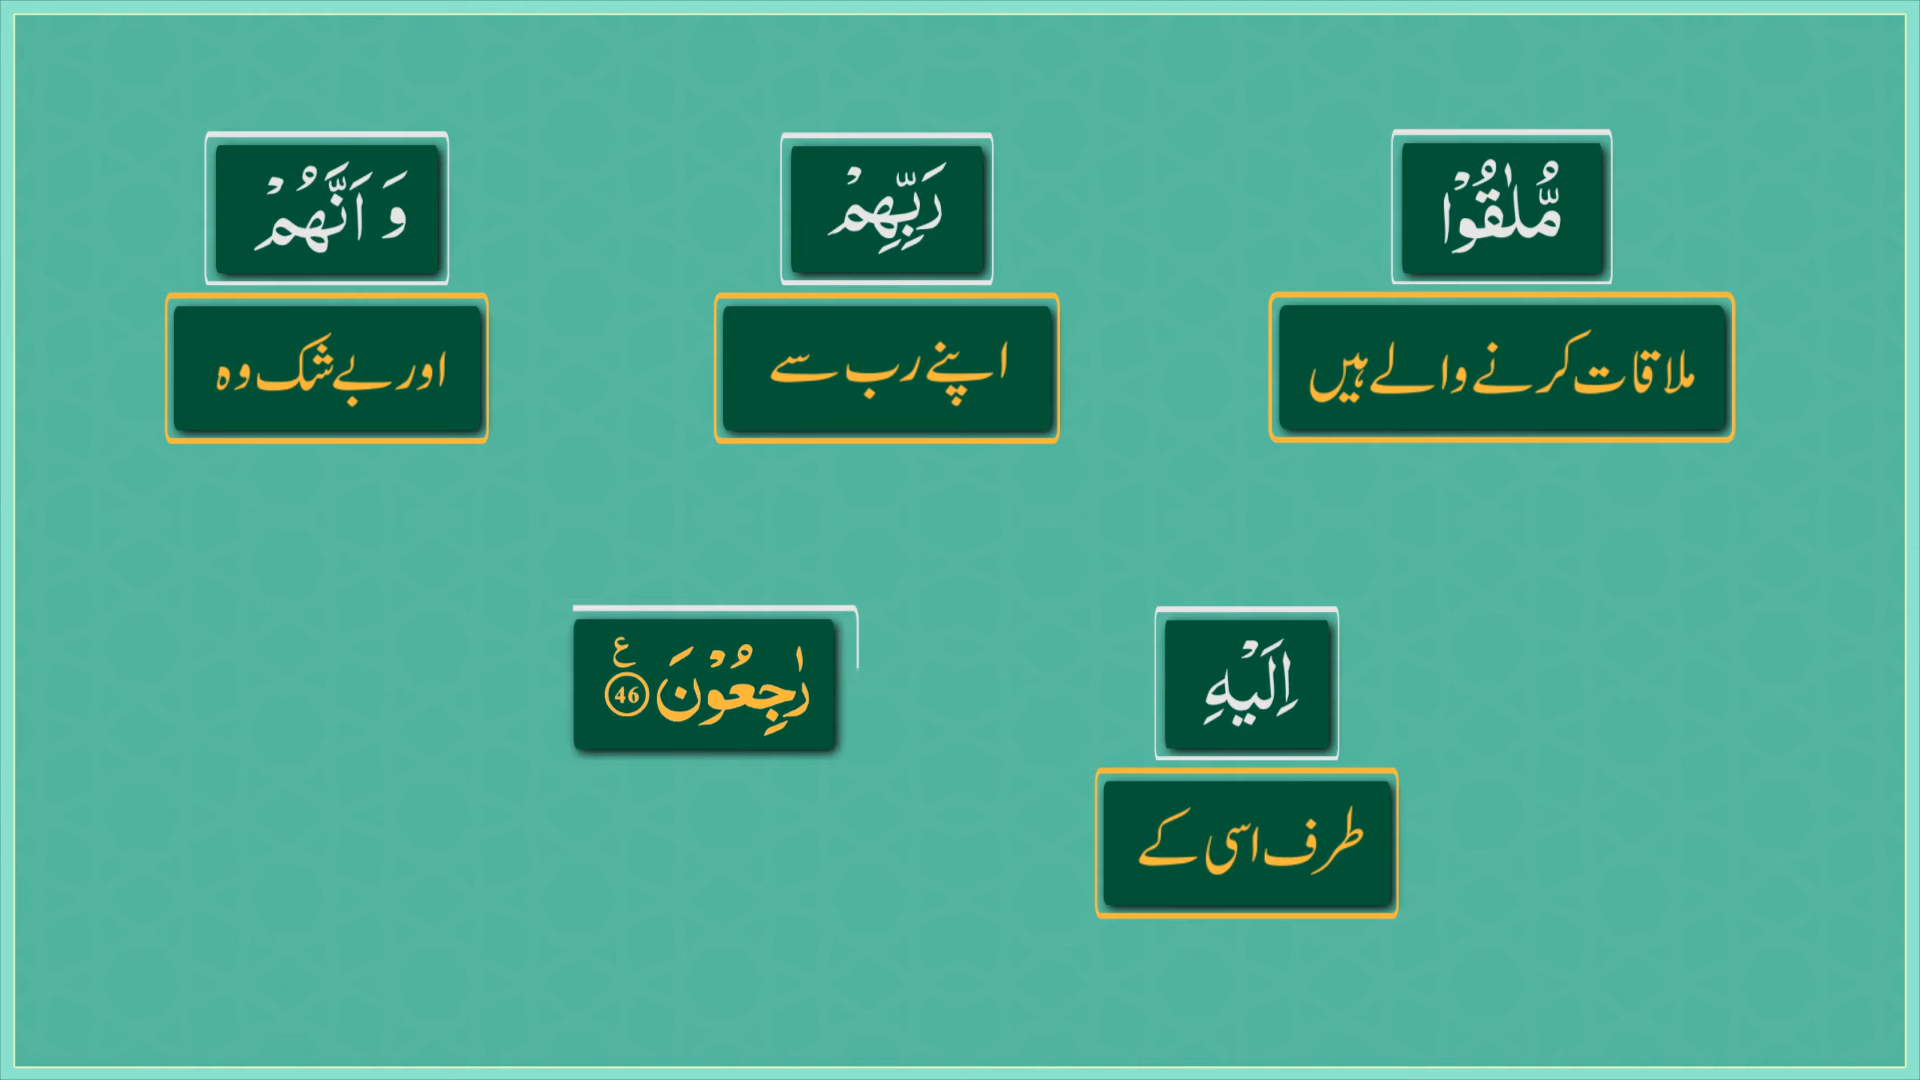 مُّلٰقُوْا
ملاقات کرنے والے ہیں
رَبِّهِمْ
اپنے رب سے
وَ اَنَّهُمْ
اور بے شک وہ
اِلَیْهِ
طرف اسی کے
رٰجِعُوْنَ 46 ع